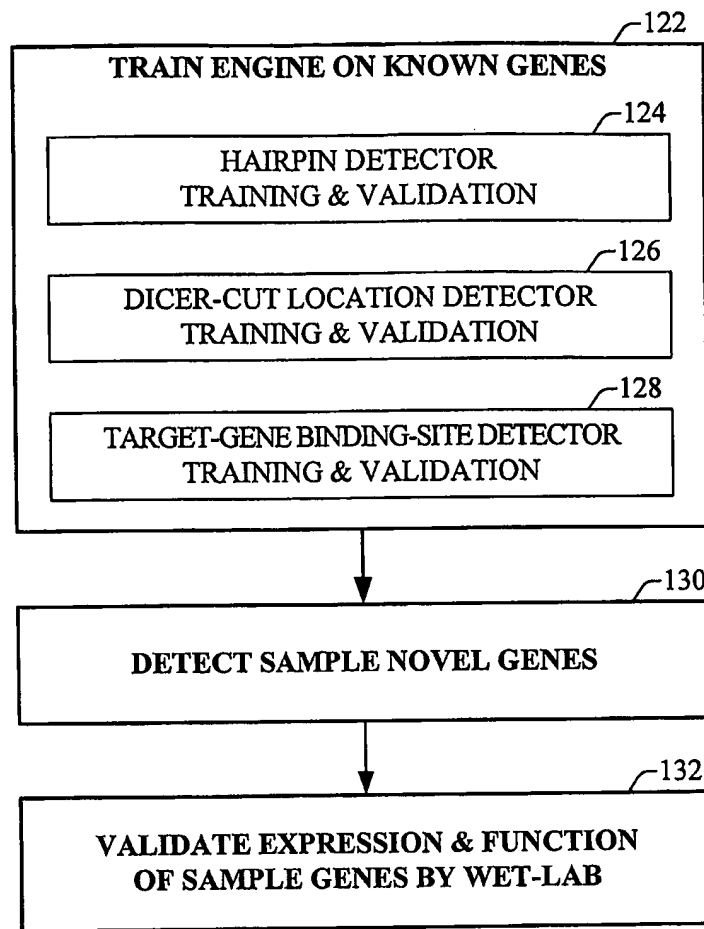 122
TRAIN ENGINE ON KNOWN GENES
124
HAIRPIN DETECTOR
TRAINING & VALIDATION
126
DICER-CUT LOCATION DETECTOR
TRAINING & VALIDATION
128
TARGET-GENE BINDING-SITE DETECTOR
TRAINING & VALIDATION
130
DETECT SAMPLE NOVEL GENES
132
VALIDATE EXPRESSION & FUNCTION
OF SAMPLE GENES BY WET-LAB